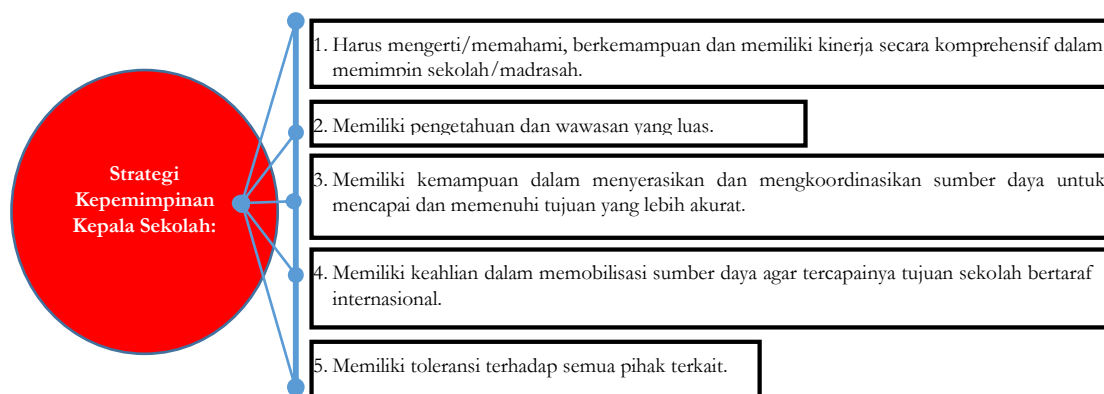 Strategi
Kepemimpinan
Kepala Sekolah:
1. Harus mengerti/memahami, berkemampuan dan memiliki kinerja secara komprehensif dalam
memimpin sekolah/madrasah.
2. Memiliki pengetahuan dan wawasan yang luas.
3. Memiliki kemampuan dalam menyerasikan dan mengkoordinasikan sumber daya untuk
mencapai dan memenuhi tujuan yang lebih akurat.
4. Memiliki keahlian dalam memobilisasi sumber daya agar tercapainya tujuan sekolah bertaraf
internasional.
5. Memiliki toleransi terhadap semua pihak terkait.